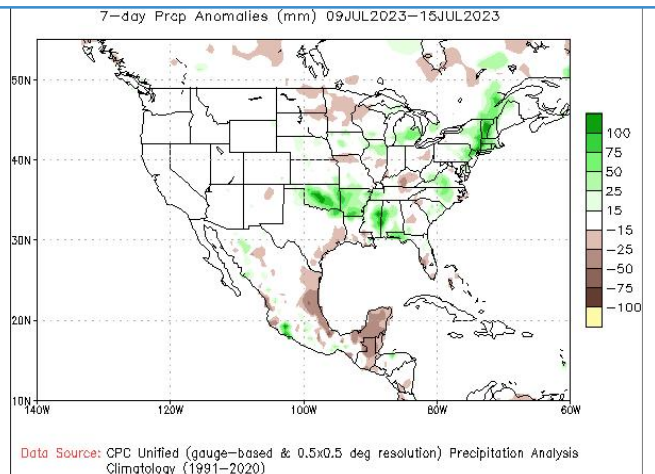 7-day Prcp Anomalies (mm) 09JUL2023-15JUL2023
50N
40N
30N
20N
10N
140W 120W 100W 80W 60W
100
75
50
25
15
-15
-25
-50
-75
-100
Data Source: CPC Unified (gauge-based & 0.5x0.5 deg resolution) Precipitation Analysis
Climatology (1991-2020)